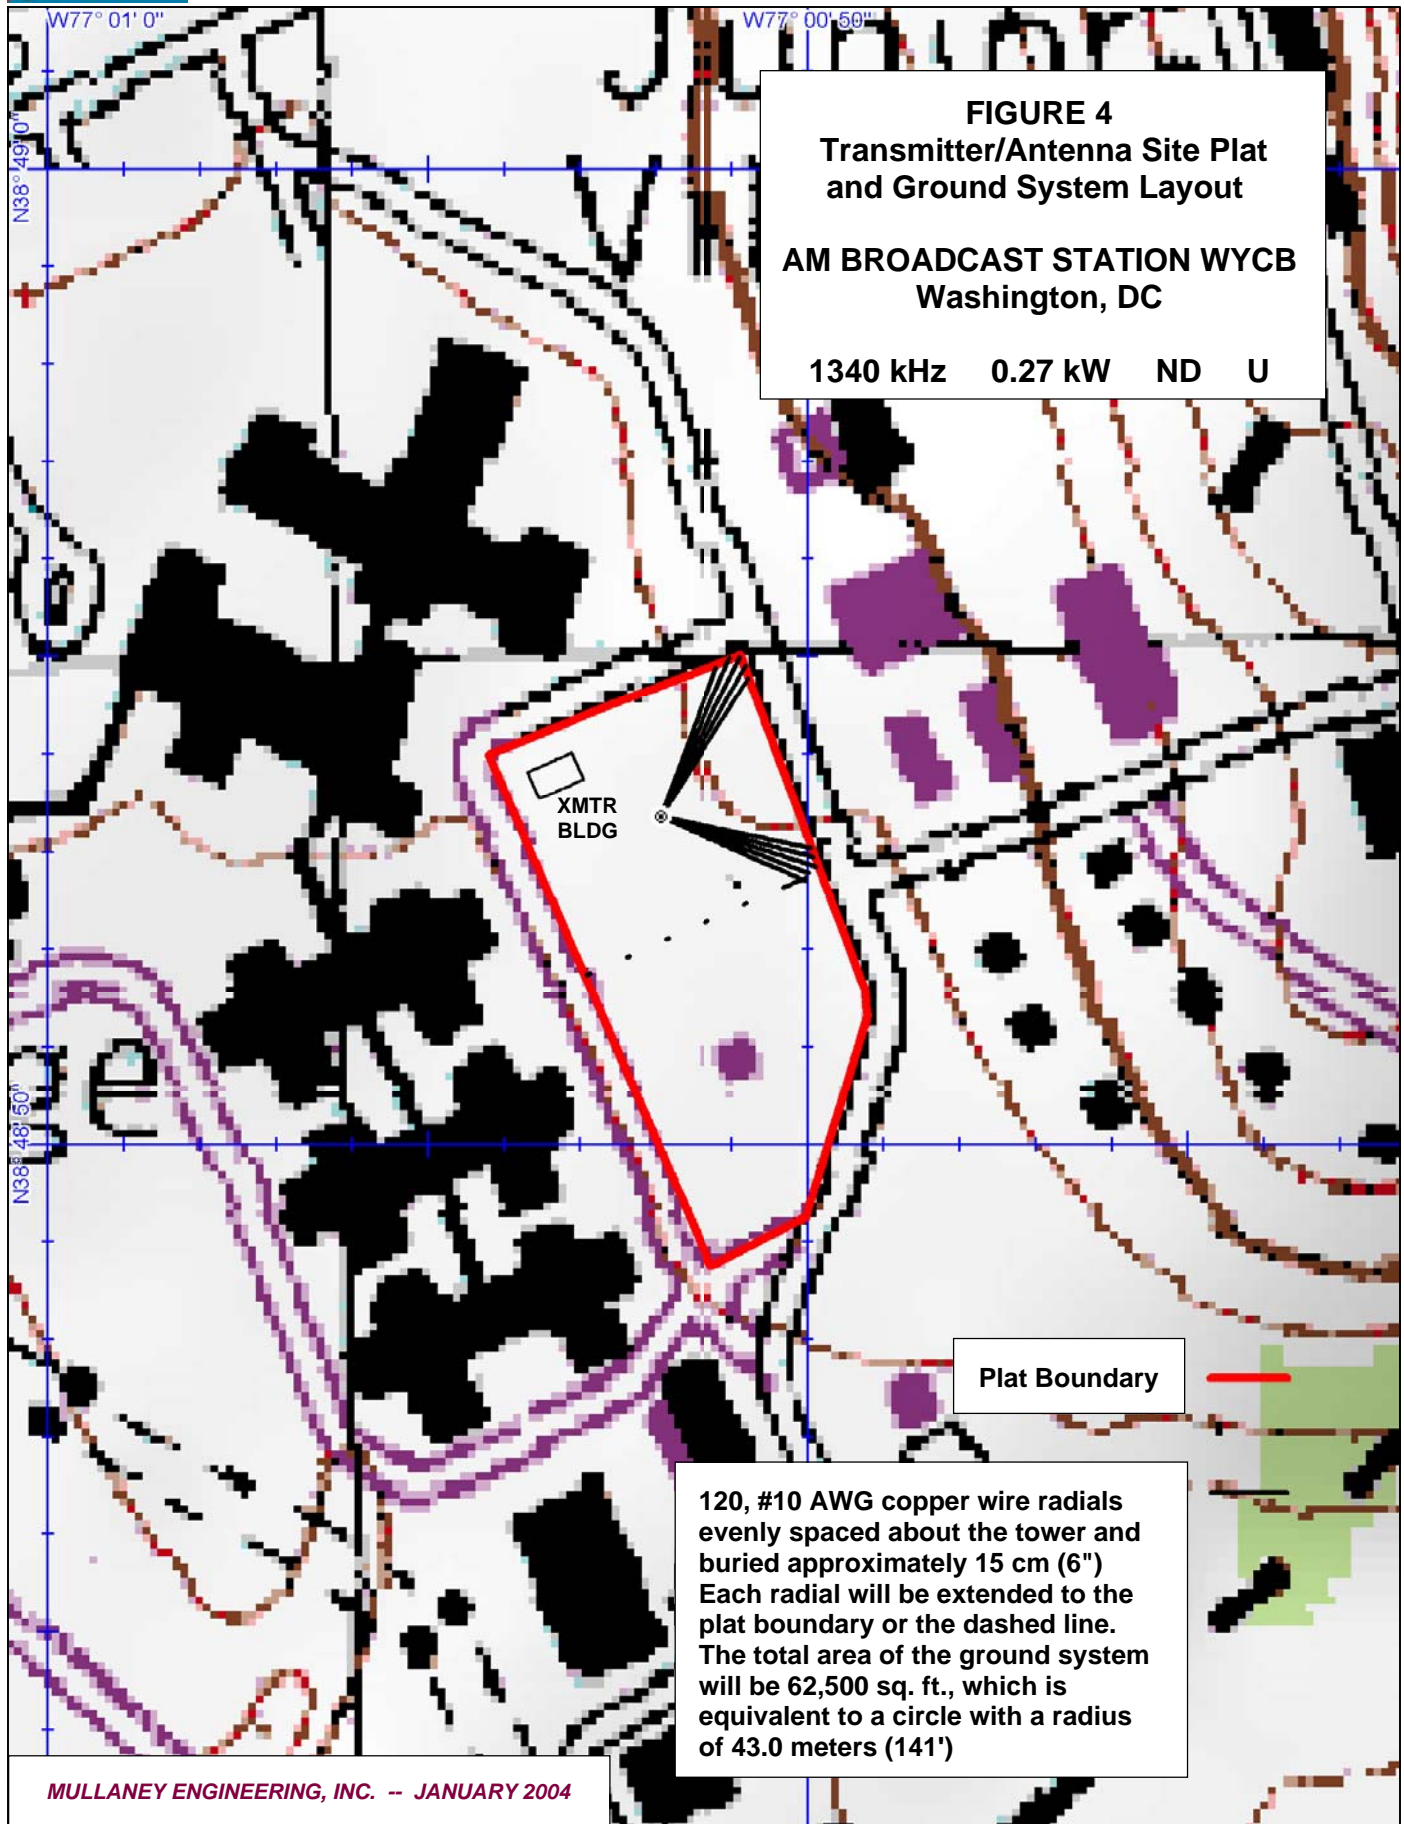 W77° 01' 0"
W77° 00' 50"
N38° 49' 0"
FIGURE 4
Transmitter/Antenna Site Plat
and Ground System Layout
AM BROADCAST STATION WYCB
Washington, DC
1340 kHz 0.27 kW ND U
XMTR
BLDG
N38° 48' 50"
Plat Boundary
120, #10 AWG copper wire radials
evenly spaced about the tower and
buried approximately 15 cm (6")
Each radial will be extended to the
plat boundary or the dashed line.
The total area of the ground system
will be 62,500 sq. ft., which is
equivalent to a circle with a radius
of 43.0 meters (141')
MULLANEY ENGINEERING, INC. -- JANUARY 2004